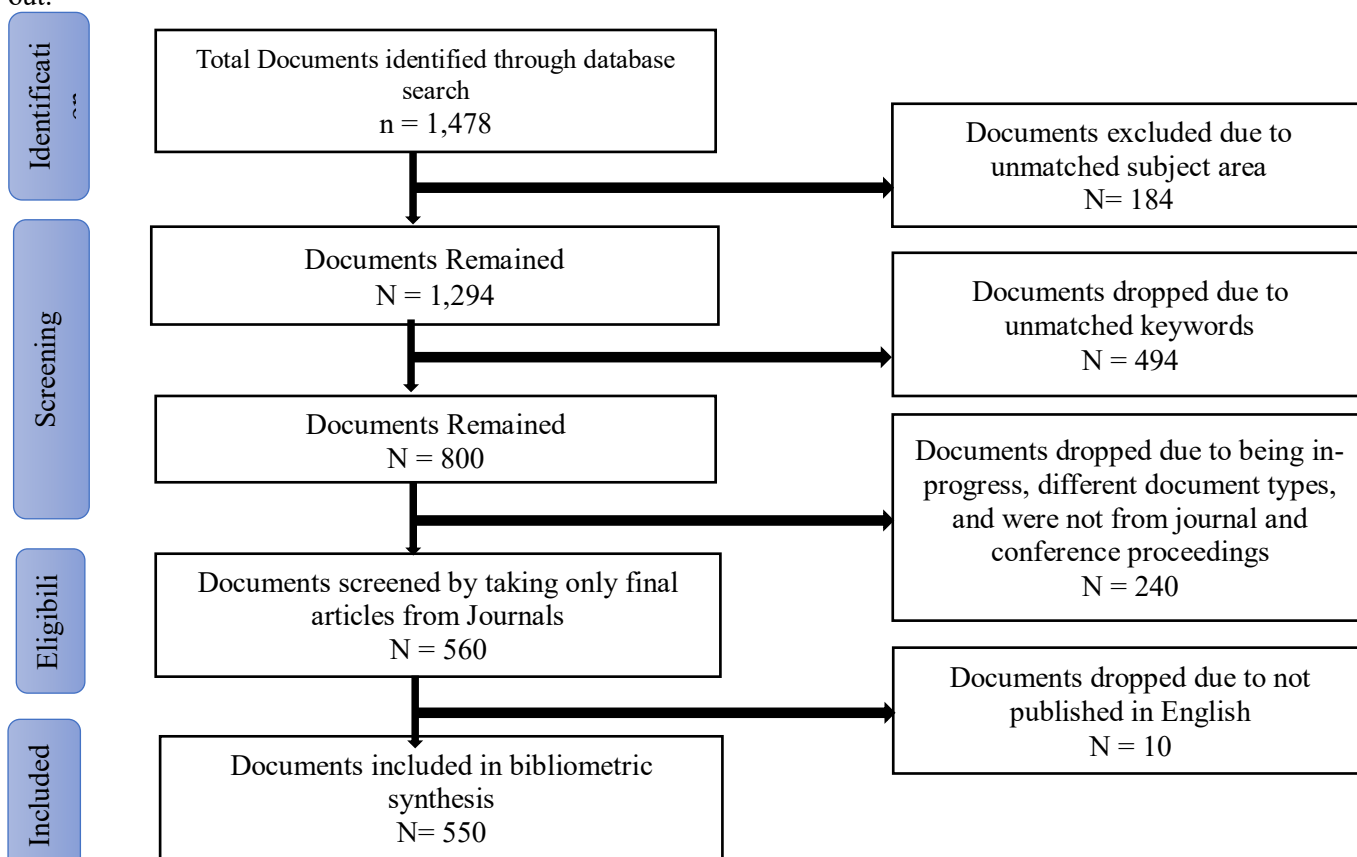 out.
Identificati
on
Total Documents identified through database
search
n = 1,478
Documents excluded due to
unmatched subject area
N= 184
Screening
Documents Remained
N = 1,294
Documents dropped due to
unmatched keywords
N = 494
Documents Remained
N = 800
Documents dropped due to being in-
progress, different document types,
and were not from journal and
conference proceedings
N = 240
Eligibili
Documents screened by taking only final
articles from Journals
N = 560
Documents dropped due to not
published in English
N = 10
Included
Documents included in bibliometric
synthesis
N= 550